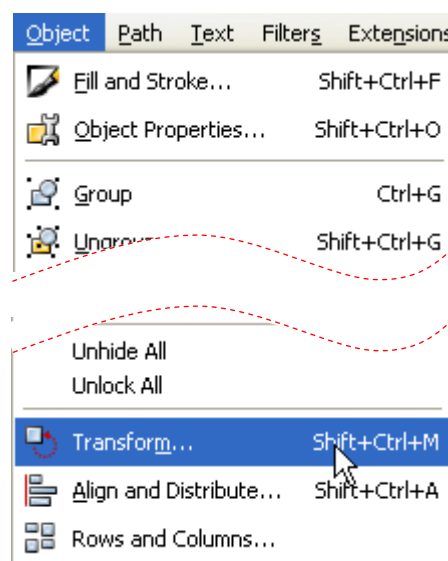 Object Path Text Filters Extensions
Fill and Stroke... Shift+Ctrl+F
Object Properties... Shift+Ctrl+O
Group Ctrl+G
Ungroup Shift+Ctrl+G
Unhide All
Unlock All
Transform... Shift+Ctrl+M
Align and Distribute... Shift+Ctrl+A
Rows and Columns...